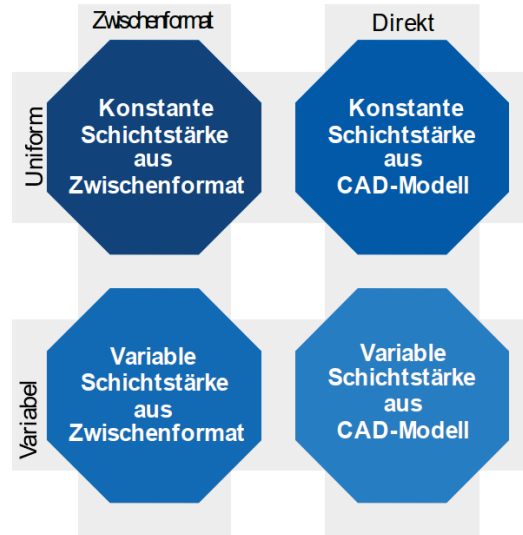 Zwischenformat
Direkt
Uniform
Konstante
Schichtstärke
aus
Zwischenformat
Konstante
Schichtstärke
aus
CAD-Modell
Variabel
Variable
Schichtstärke
aus
Zwischenformat
Variable
Schichtstärke
aus
CAD-Modell